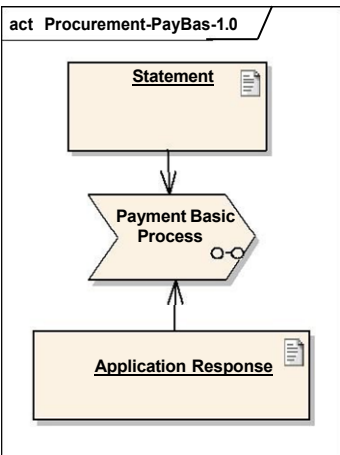 act Procurement-PayBas-1.0
Statement
Payment Basic
Process
Application Response